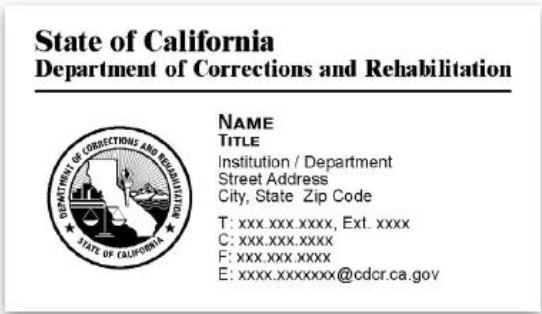 State of California
Department of Corrections and Rehabilitation
DEPARTMENT OF CORRECTIONS AND REHABILITATION
STATE OF CALIFORNIA
NAME
TITLE
Institution / Department
Street Address
City, State Zip Code
T: xxx.xxx.xxxx, Ext. xxxx
C: xxx.xxx.xxxx
F: xxx.xxx.xxxx
E: xxxx.xxxxxxx@cdcr.ca.gov